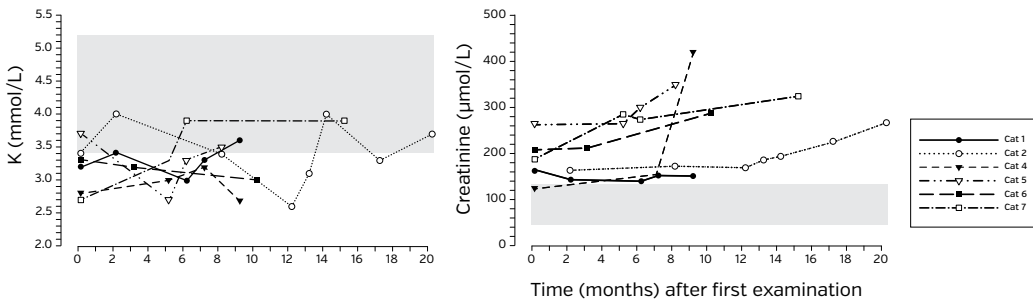 K (mmol/L)
5.5
5.0
4.5
4.0
3.5
3.0
2.5
2.0
0 2 4 6 8 10 12 14 16 18 20
Creatinine (µmol/L)
500
400
300
200
100
0
0 2 4 6 8 10 12 14 16 18 20
Time (months) after first examination
Cat 1
Cat 2
Cat 4
Cat 5
Cat 6
Cat 7